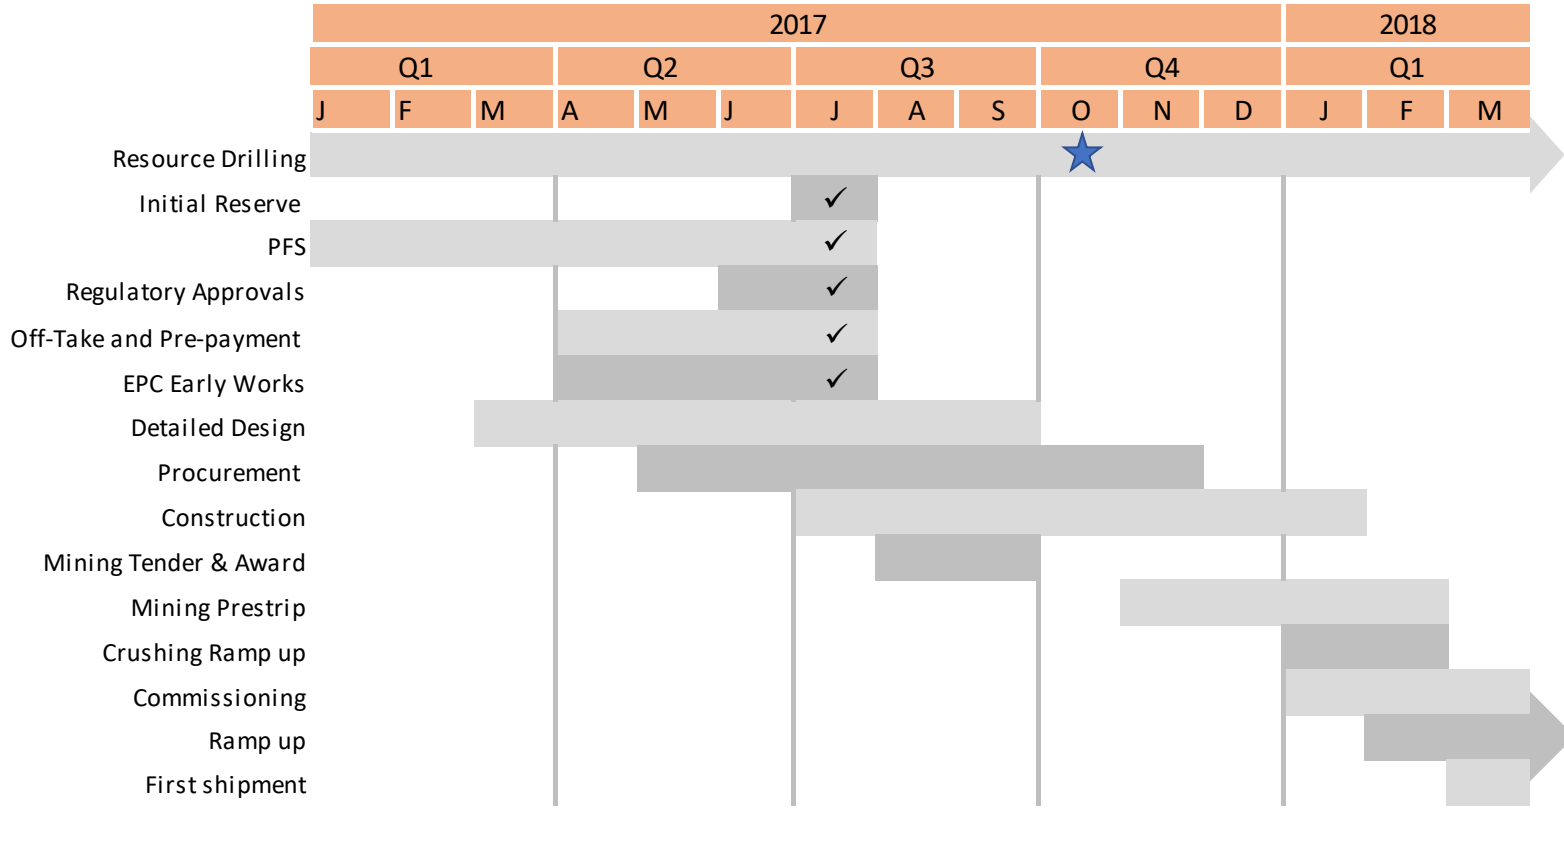 2017 2018
Q1 Q2 Q3 Q4 Q1
J F M A M J J A S O N D J F M
Resource Drilling
Initial Reserve
PFS
Regulatory Approvals
Off-Take and Pre-payment
EPC Early Works
Detailed Design
Procurement
Construction
Mining Tender & Award
Mining Prestrip
Crushing Ramp up
Commissioning
Ramp up
First shipment